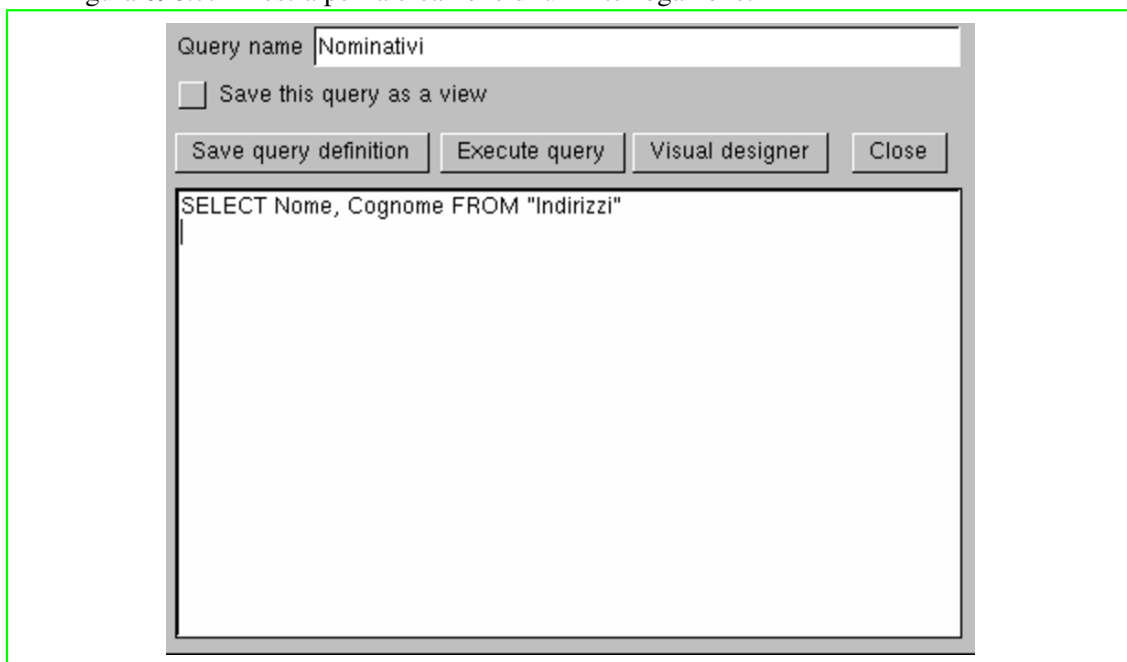 Query name Nominativi
Save this query as a view
Save query definition Execute query Visual designer Close
SELECT Nome, Cognome FROM "Indirizzi"